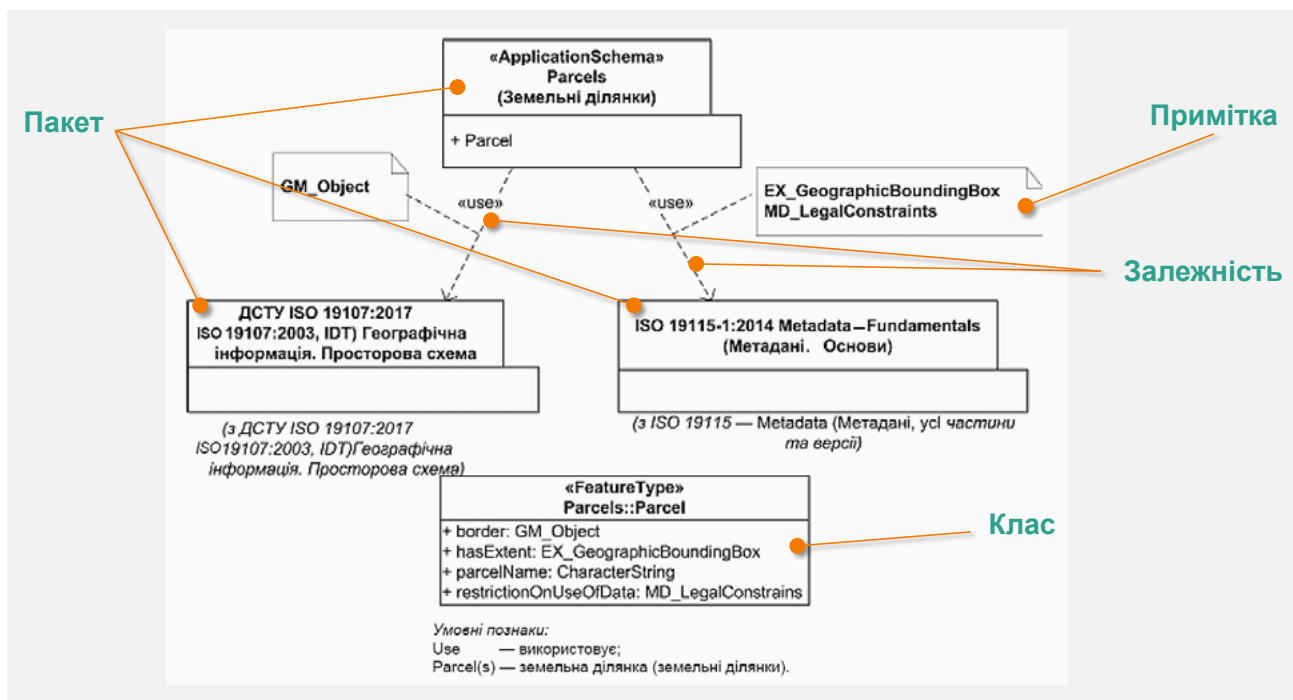 «ApplicationSchema»
Parcels
(Земельні ділянки)
+ Parcel
Пакет
Примітка
GM_Object
«use»
«use»
EX_GeographicBoundingBox
MD_LegalConstraints
Залежність
ДСТУ ISO 19107:2017
ISO 19107:2003, IDT) Географічна
інформація. Просторова схема
ISO 19115-1:2014 Metadata—Fundamentals
(Метадані. Основи)
(з ДСТУ ISO 19107:2017
ISO19107:2003, IDT)Географічна
інформація. Просторова схема)
(з ISO 19115 — Metadata (Метадані, усі частини
та версії)
«FeatureType»
Parcels::Parcel
+ border: GM_Object
+ hasExtent: EX_GeographicBoundingBox
+ parcelName: CharacterString
+ restrictionOnUseOfData: MD_LegalConstrains
Клас
Умовні познаки:
Use — використовує;
Parcel(s) — земельна ділянка (земельні ділянки).